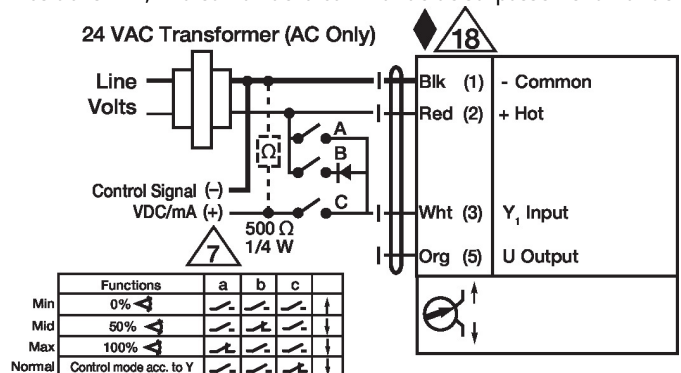 24 VAC Transformer (AC Only)
18
Line
Volts
Blk (1) - Common
Red (2) + Hot
A
B
C
Ω
Control Signal (-)
VDC/mA (+)
500 Ω
1/4 W
Wht (3) Y1 Input
Org (5) U Output
7
Functions a b c
Min 0%
Mid 50%
Max 100%
Normal Control mode acc. to Y